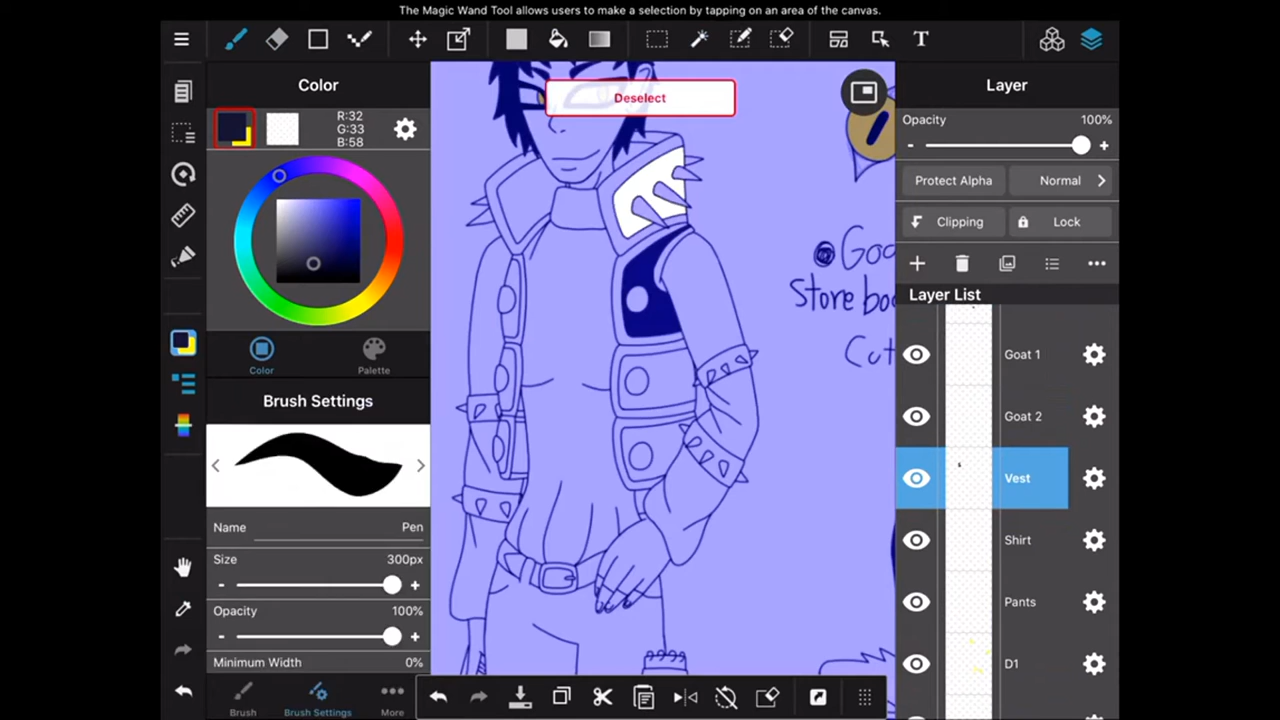 The Magic Wand Tool allows users to make a selection by tapping on an area of the canvas.
T
Color
Deselect
Layer
R:32
G:33
B:58
Opacity 100%
- +
Protect Alpha Normal
Clipping Lock
Layer List
Goo
Store boo
Cut
Color Palette
Brush Settings
Name Pen
Size 300px
- +
Opacity 100%
- +
Minimum Width 0%
Brush Brush Settings More
Goat 1
Goat 2
Vest
Shirt
Pants
D1